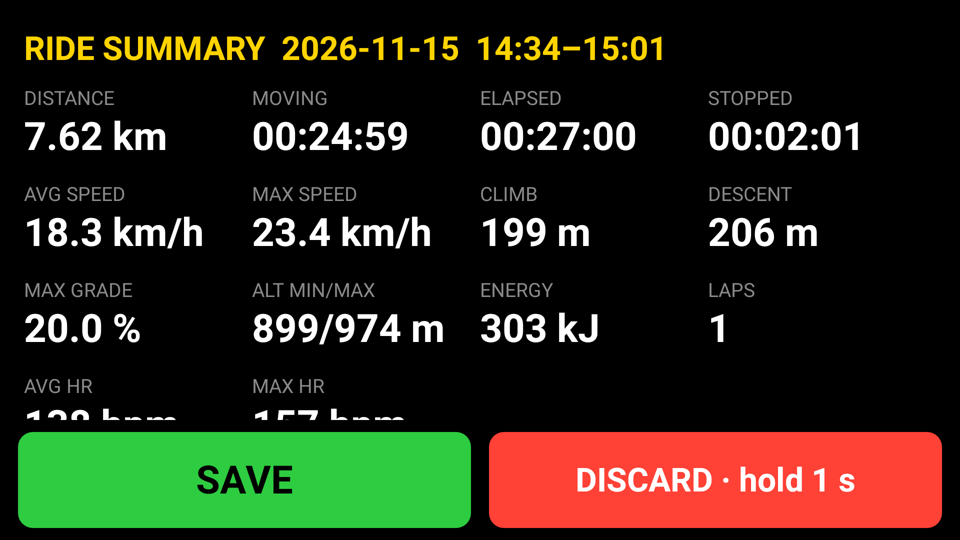 RIDE SUMMARY 2026-11-15 14:34–15:01
DISTANCE MOVING ELAPSED STOPPED
7.62 km 00:24:59 00:27:00 00:02:01
AVG SPEED MAX SPEED CLIMB DESCENT
18.3 km/h 23.4 km/h 199 m 206 m
MAX GRADE ALT MIN/MAX ENERGY LAPS
20.0 % 899/974 m 303 kJ 1
AVG HR MAX HR
bpm bpm
SAVE DISCARD · hold 1 s